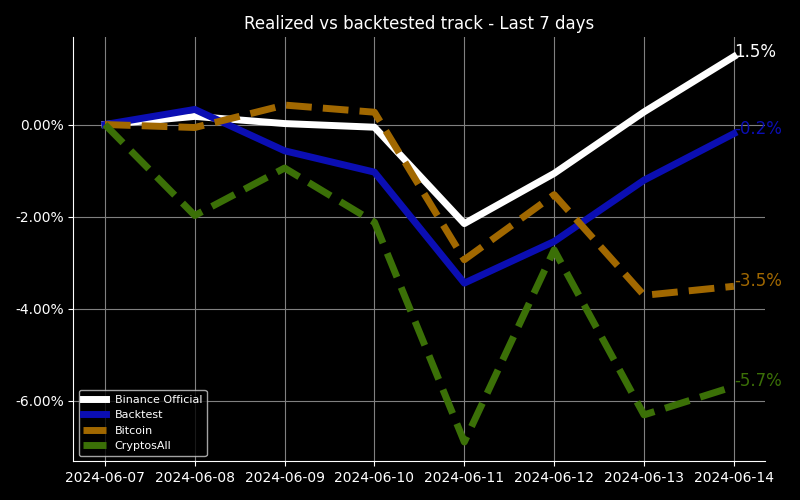 Realized vs backtested track - Last 7 days
1.5%
0.00%
-0.2%
-2.00%
-3.5%
-4.00%
-5.7%
-6.00%
Binance Official
Backtest
Bitcoin
CryptosAll
2024-06-07 2024-06-08 2024-06-09 2024-06-10 2024-06-11 2024-06-12 2024-06-13 2024-06-14